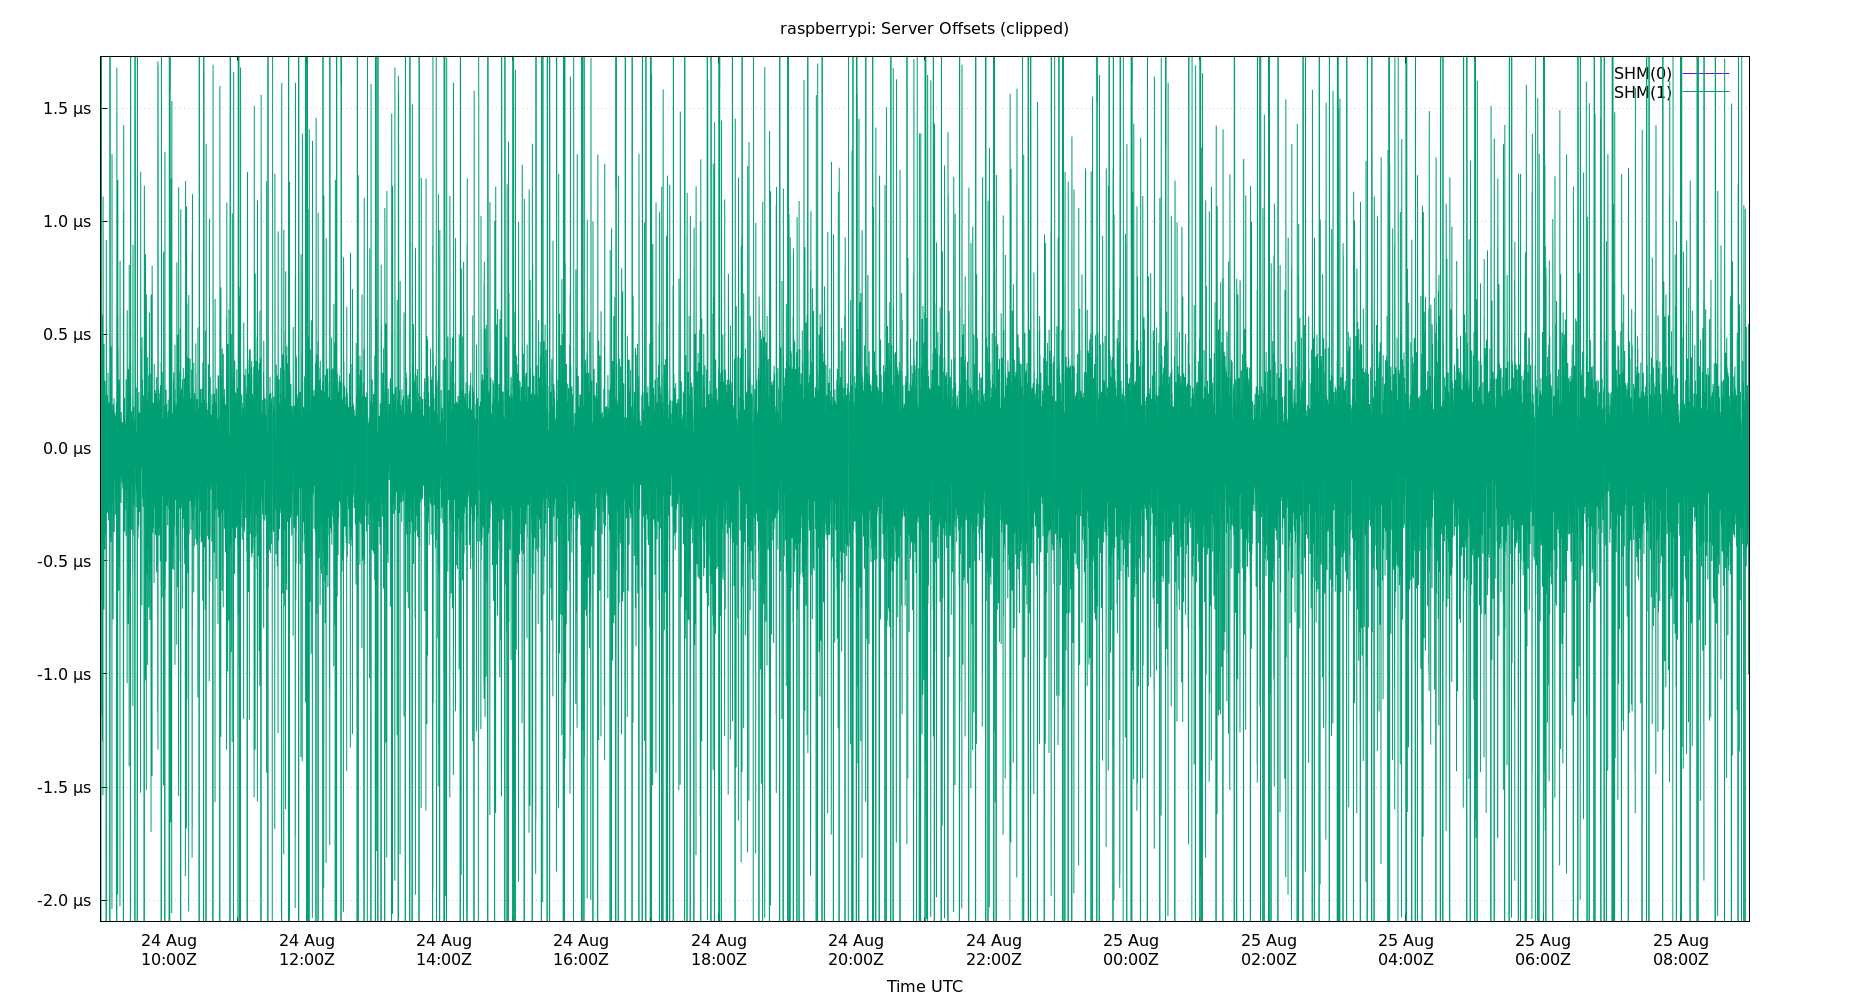 raspberrypi: Server Offsets (clipped)
SHM(0)
SHM(1)
1.5 µs
1.0 µs
0.5 µs
0.0 µs
-0.5 µs
-1.0 µs
-1.5 µs
-2.0 µs
24 Aug 24 Aug 24 Aug 24 Aug 24 Aug 24 Aug 24 Aug 25 Aug 25 Aug 25 Aug 25 Aug 25 Aug
10:00Z 12:00Z 14:00Z 16:00Z 18:00Z 20:00Z 22:00Z 00:00Z 02:00Z 04:00Z 06:00Z 08:00Z
Time UTC